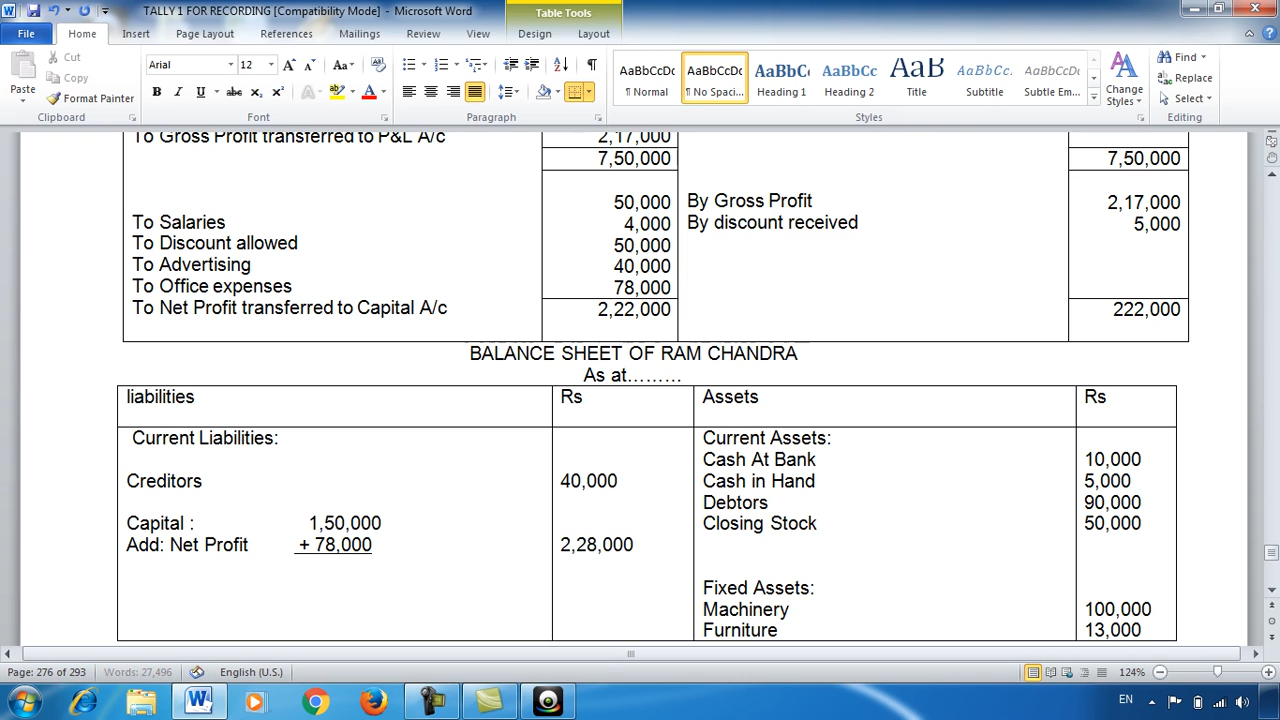 TALLY 1 FOR RECORDING [Compatibility Mode] - Microsoft Word
Table Tools
File Home Insert Page Layout References Mailings Review View Design Layout
Cut
Copy
Format Painter
Paste
Clipboard
Arial 12
Font
Paragraph
AaBbCcDc AaBbCcDc AaBbCc AaBbCc AaB AaBbCc. AaBbCcDc
¶ Normal ¶ No Spaci... Heading 1 Heading 2 Title Subtitle Subtle Em...
Styles
Change Styles
Find
Replace
Select
Editing
To Gross Profit transferred to P&L A/c 2,17,000
7,50,000 7,50,000
50,000 By Gross Profit 2,17,000
To Salaries 4,000 By discount received 5,000
To Discount allowed 50,000
To Advertising 40,000
To Office expenses 78,000
To Net Profit transferred to Capital A/c 2,22,000 222,000
BALANCE SHEET OF RAM CHANDRA
As at………
liabilities Rs Assets Rs
Current Liabilities: Current Assets:
Cash At Bank 10,000
Creditors 40,000 Cash in Hand 5,000
Debtors 90,000
Capital : 1,50,000 Closing Stock 50,000
Add: Net Profit + 78,000 2,28,000
Fixed Assets:
Machinery 100,000
Furniture 13,000
Page: 276 of 293 Words: 27,496 English (U.S.) 124%
EN